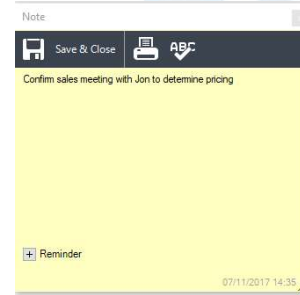 Note
Save & Close
ABC
Confirm sales meeting with Jon to determine pricing
Reminder
07/11/2017 14:35